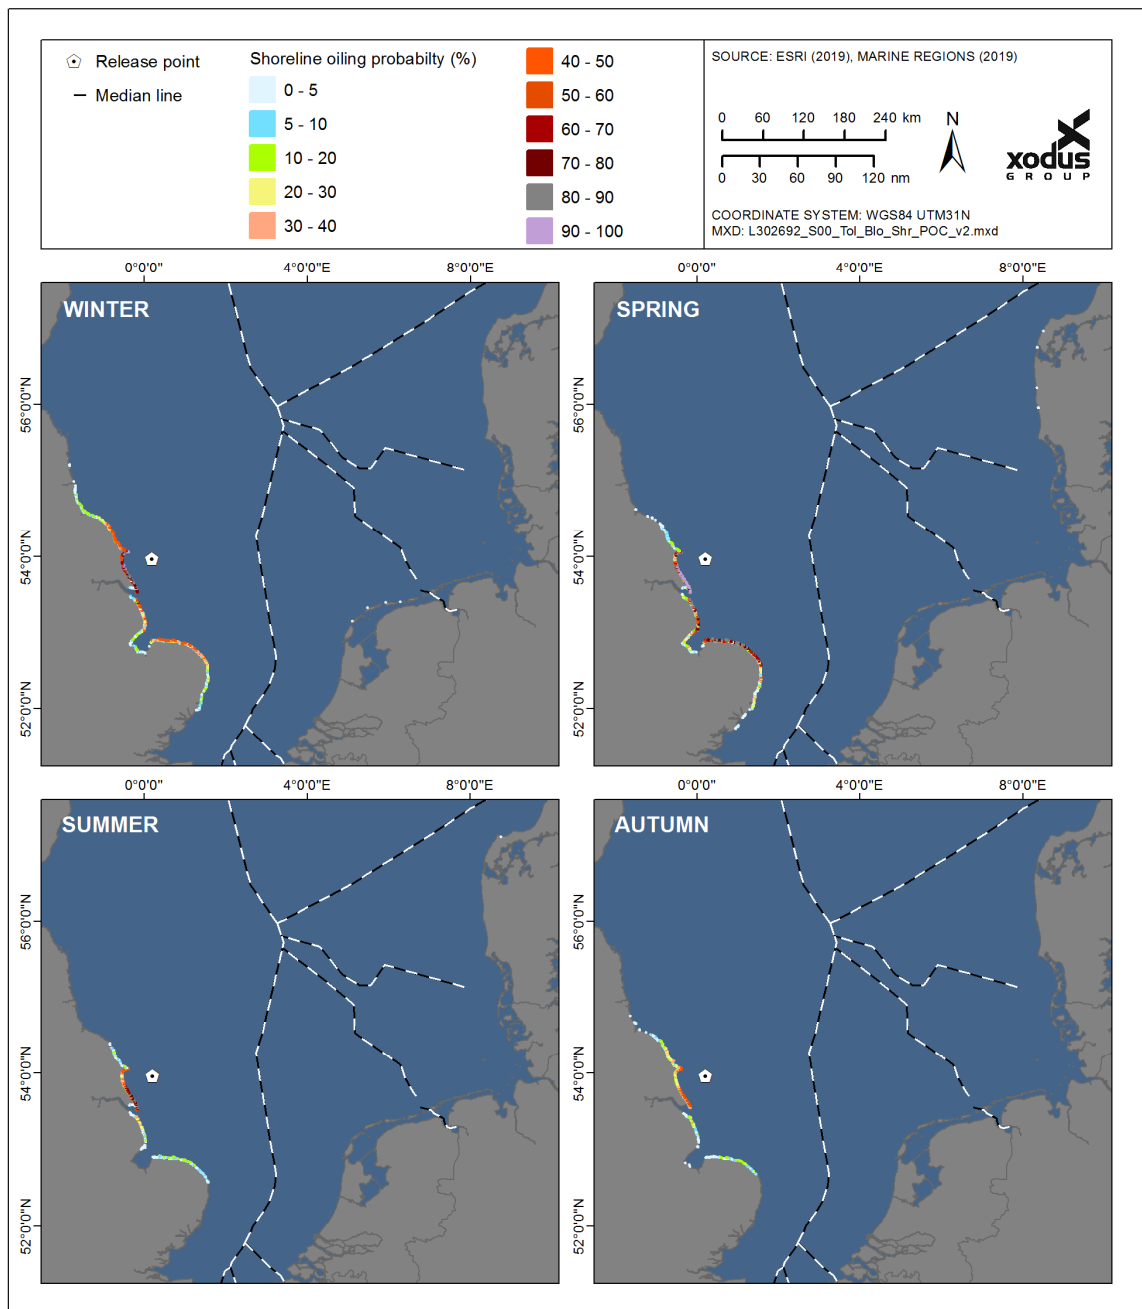 Release point
Median line
Shoreline oiling probabilty (%)
0 - 5
5 - 10
10 - 20
20 - 30
30 - 40
40 - 50
50 - 60
60 - 70
70 - 80
80 - 90
90 - 100
SOURCE: ESRI (2019), MARINE REGIONS (2019)
0 60 120 180 240 km
0 30 60 90 120 nm
N
xodus
GROUP
COORDINATE SYSTEM: WGS84 UTM31N
MXD: L302692_S00_Tol_Blo_Shr_POC_v2.mxd
0°0'0" 4°0'0"E 8°0'0"E
0°0'0" 4°0'0"E 8°0'0"E
WINTER
SPRING
56°0'0"N
54°0'0"N
52°0'0"N
56°0'0"N
54°0'0"N
52°0'0"N
0°0'0" 4°0'0"E 8°0'0"E
0°0'0" 4°0'0"E 8°0'0"E
SUMMER
AUTUMN
56°0'0"N
54°0'0"N
52°0'0"N
56°0'0"N
54°0'0"N
52°0'0"N